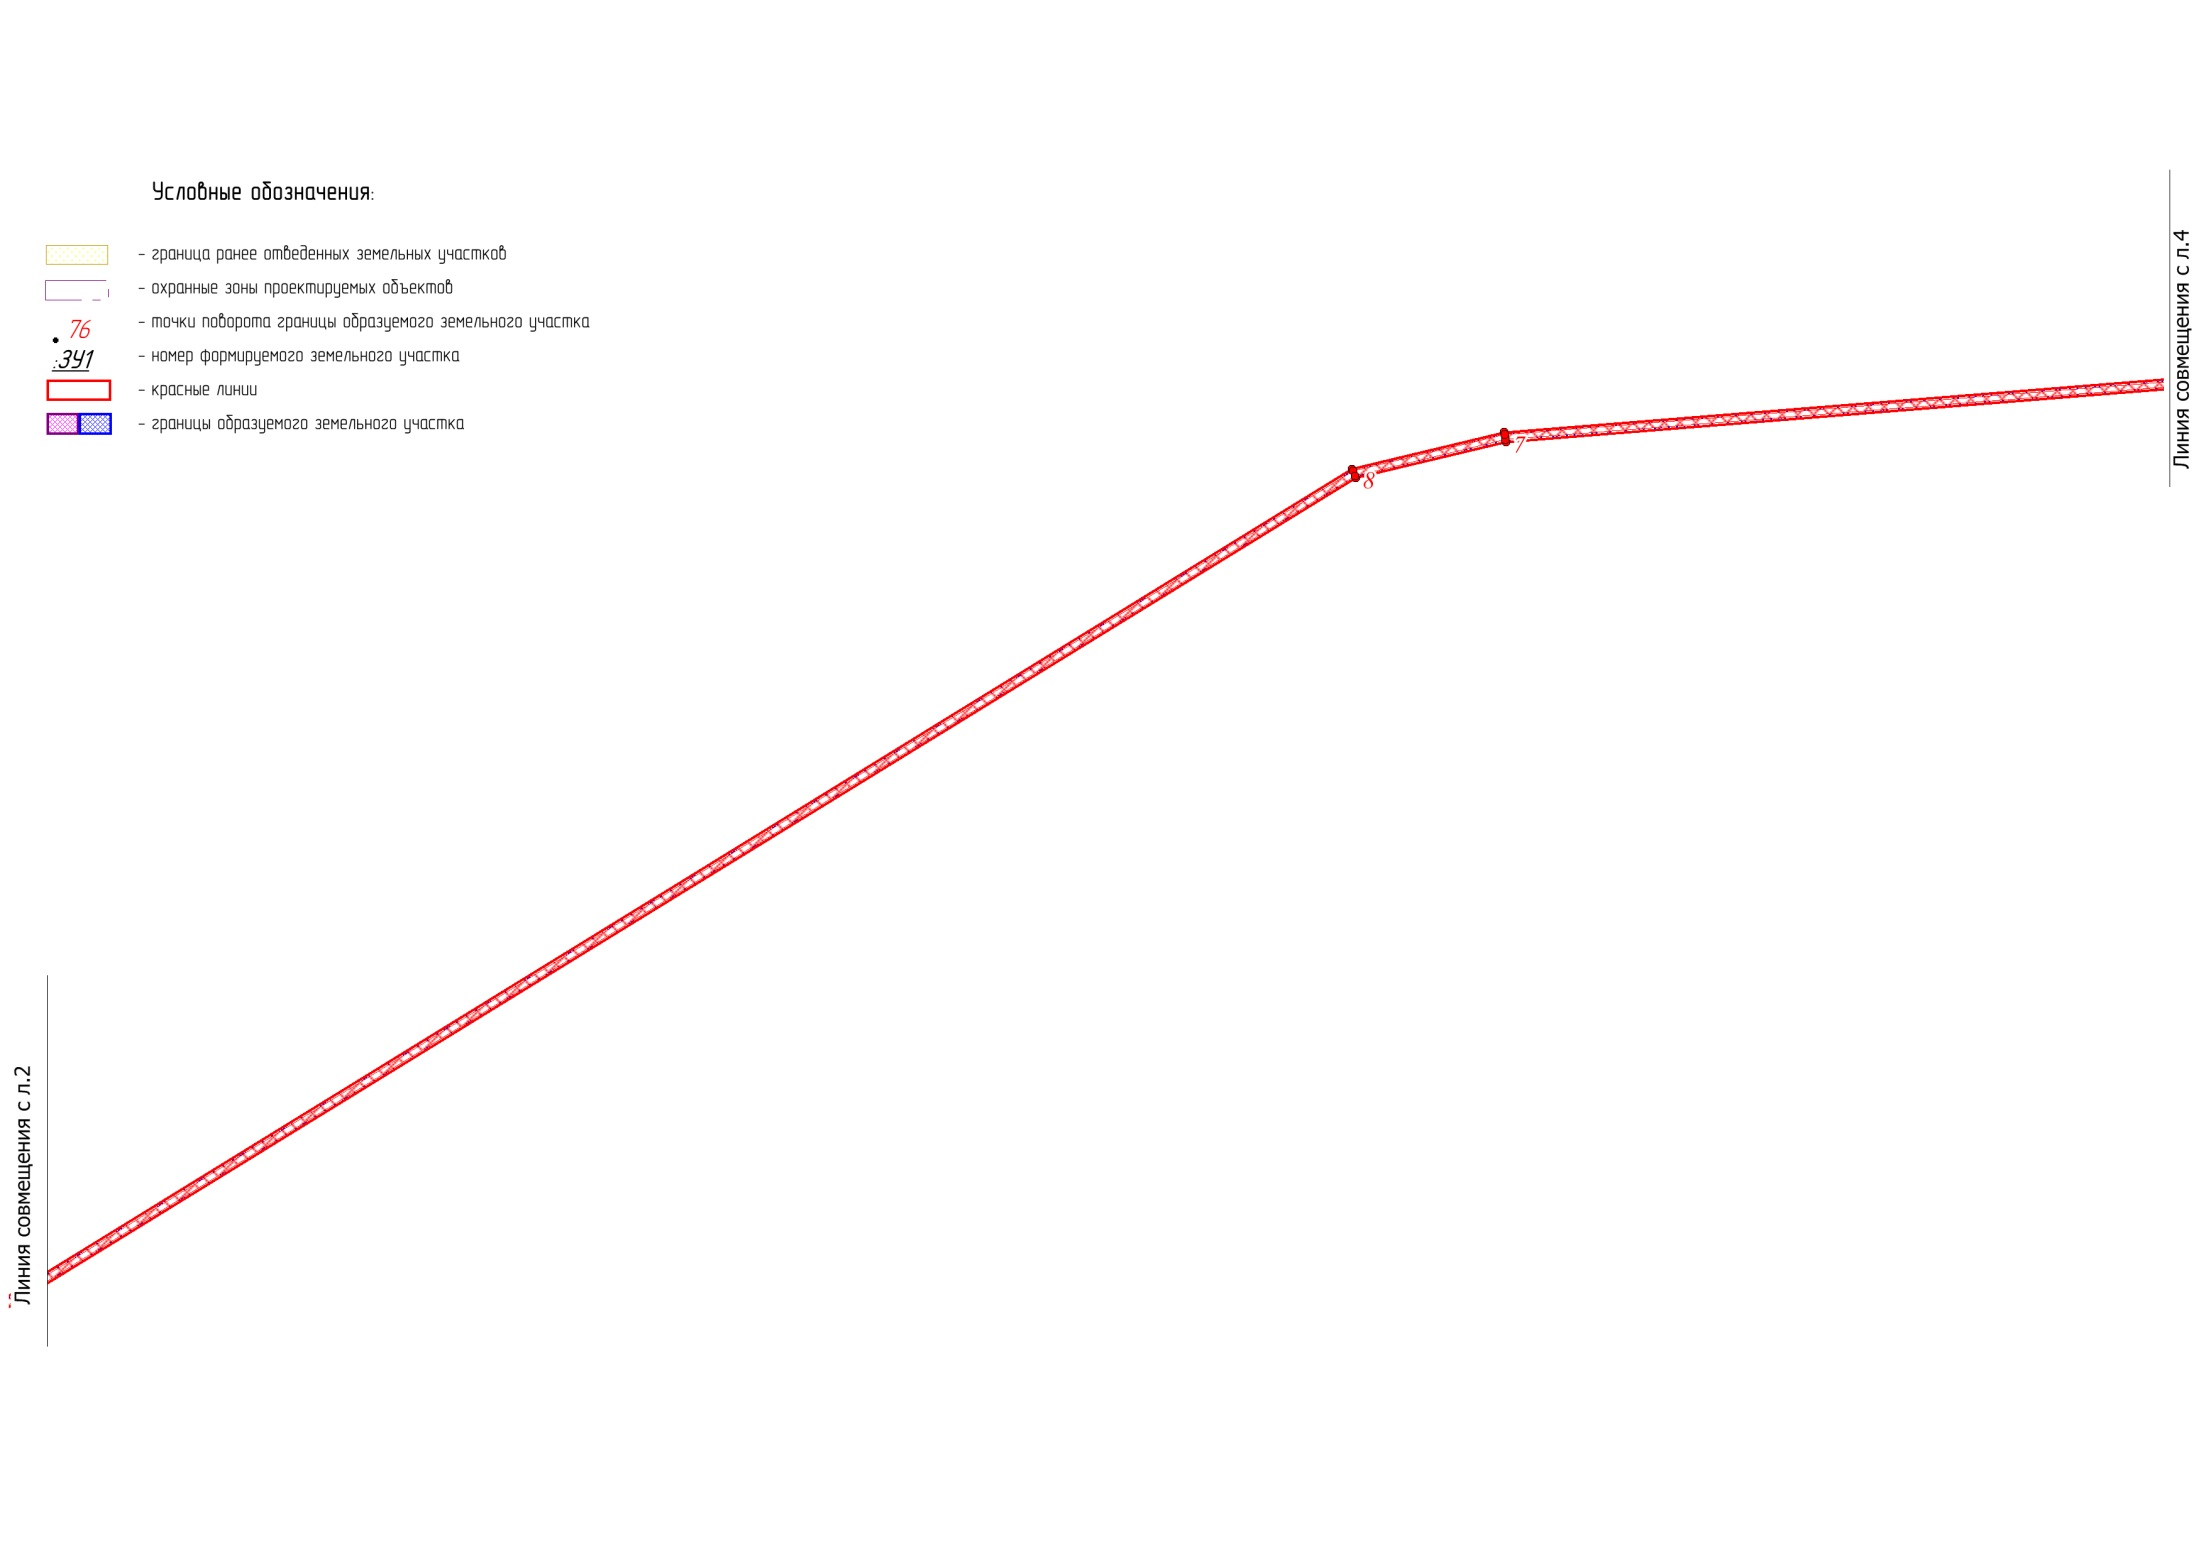 Условные обозначения:
- граница ранее отведенных земельных участков
- охранные зоны проектируемых объектов
76
- точки поворота границы образуемого земельного участка
:ЗУ1
- номер формируемого земельного участка
- красные линии
- границы образуемого земельного участка
Линия совмещения с л.4
7
8
Линия совмещения с л.2